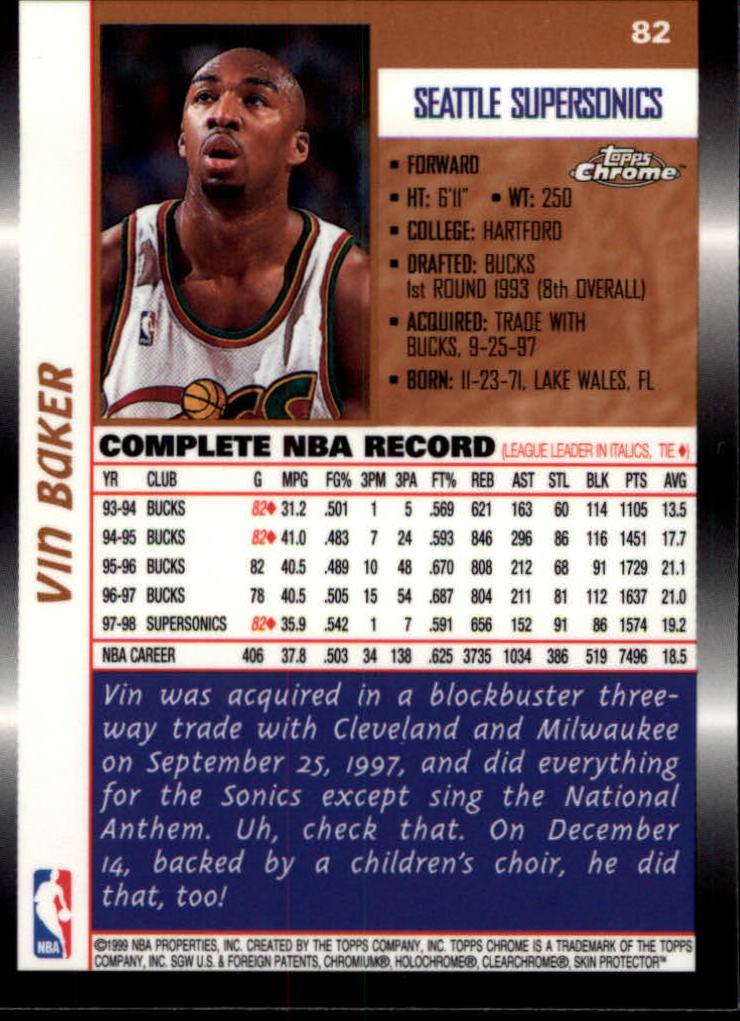 82
SEATTLE SUPERSONICS
topps
Chrome™
▪ FORWARD
▪ HT: 6'11" ▪ WT: 250
▪ COLLEGE: HARTFORD
▪ DRAFTED: BUCKS
1st ROUND 1993 (8th OVERALL)
▪ ACQUIRED: TRADE WITH
BUCKS, 9-25-97
▪ BORN: 11-23-71, LAKE WALES, FL
VIN BAKER
COMPLETE NBA RECORD (LEAGUE LEADER IN ITALICS, TIE ♦)
YR CLUB G MPG FG% 3PM 3PA FT% REB AST STL BLK PTS AVG
93-94 BUCKS 82♦ 31.2 .501 1 5 .569 621 163 60 114 1105 13.5
94-95 BUCKS 82♦ 41.0 .483 7 24 .593 846 296 86 116 1451 17.7
95-96 BUCKS 82 40.5 .489 10 48 .670 808 212 68 91 1729 21.1
96-97 BUCKS 78 40.5 .505 15 54 .687 804 211 81 112 1637 21.0
97-98 SUPERSONICS 82♦ 35.9 .542 1 7 .591 656 152 91 86 1574 19.2
NBA CAREER 406 37.8 .503 34 138 .625 3735 1034 386 519 7496 18.5
Vin was acquired in a blockbuster three-
way trade with Cleveland and Milwaukee
on September 25, 1997, and did everything
for the Sonics except sing the National
Anthem. Uh, check that. On December
14, backed by a children's choir, he did
that, too!
NBA
©1999 NBA PROPERTIES, INC. CREATED BY THE TOPPS COMPANY, INC. TOPPS CHROME IS A TRADEMARK OF THE TOPPS
COMPANY, INC. SGW U.S. & FOREIGN PATENTS, CHROMIUM®, HOLOCHROME®, CLEARCHROME®, SKIN PROTECTOR™